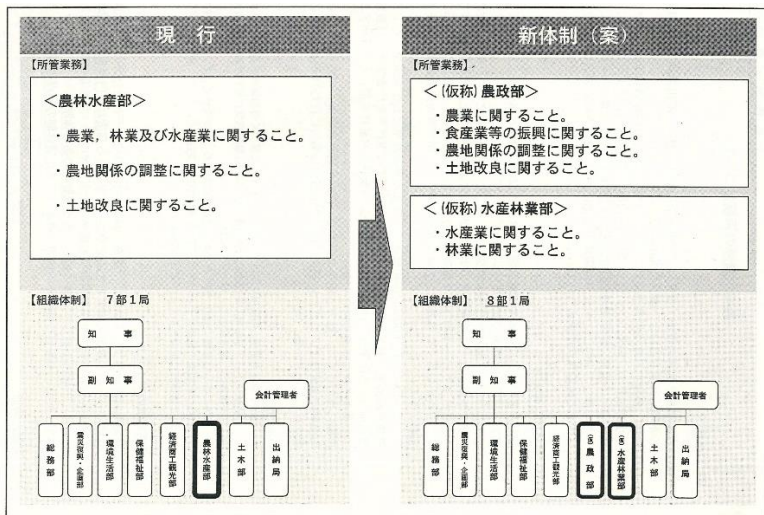 現 行
【所管業務】
＜農林水産部＞
・農業，林業及び水産業に関すること。
・農地関係の調整に関すること。
・土地改良に関すること。
【組織体制】 7部1局
知 事
副 知 事
会計管理者
総務部
震災復興・企画部
環境生活部
保健福祉部
経済商工観光部
農林水産部
土木部
出納局
新体制（案）
【所管業務】
＜(仮称)農政部＞
・農業に関すること。
・食産業等の振興に関すること。
・農地関係の調整に関すること。
・土地改良に関すること。
＜(仮称)水産林業部＞
・水産業に関すること。
・林業に関すること。
【組織体制】 8部1局
知 事
副 知 事
会計管理者
総務部
震災復興・企画部
環境生活部
保健福祉部
経済商工観光部
(仮)農政部
(仮)水産林業部
土木部
出納局